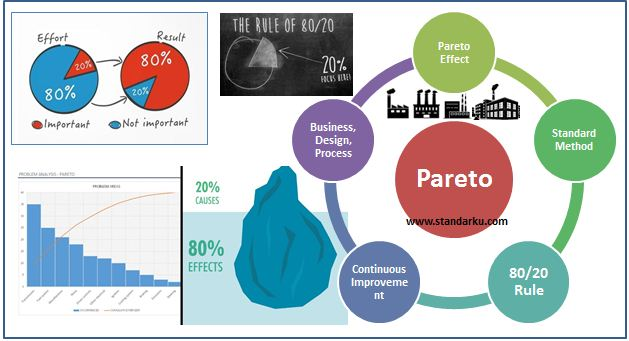 Effort
Result
20%
80%
80%
20%
Important
Not important
THE RULE OF 80/20
20%
FOCUS HERE!
Pareto
Effect
Standard
Method
80/20
Rule
Continuous
Improveme
nt
Business,
Design,
Process
Pareto
www.standarku.com
PROBLEM ANALYSIS - PARETO
20%
CAUSES
80%
EFFECTS